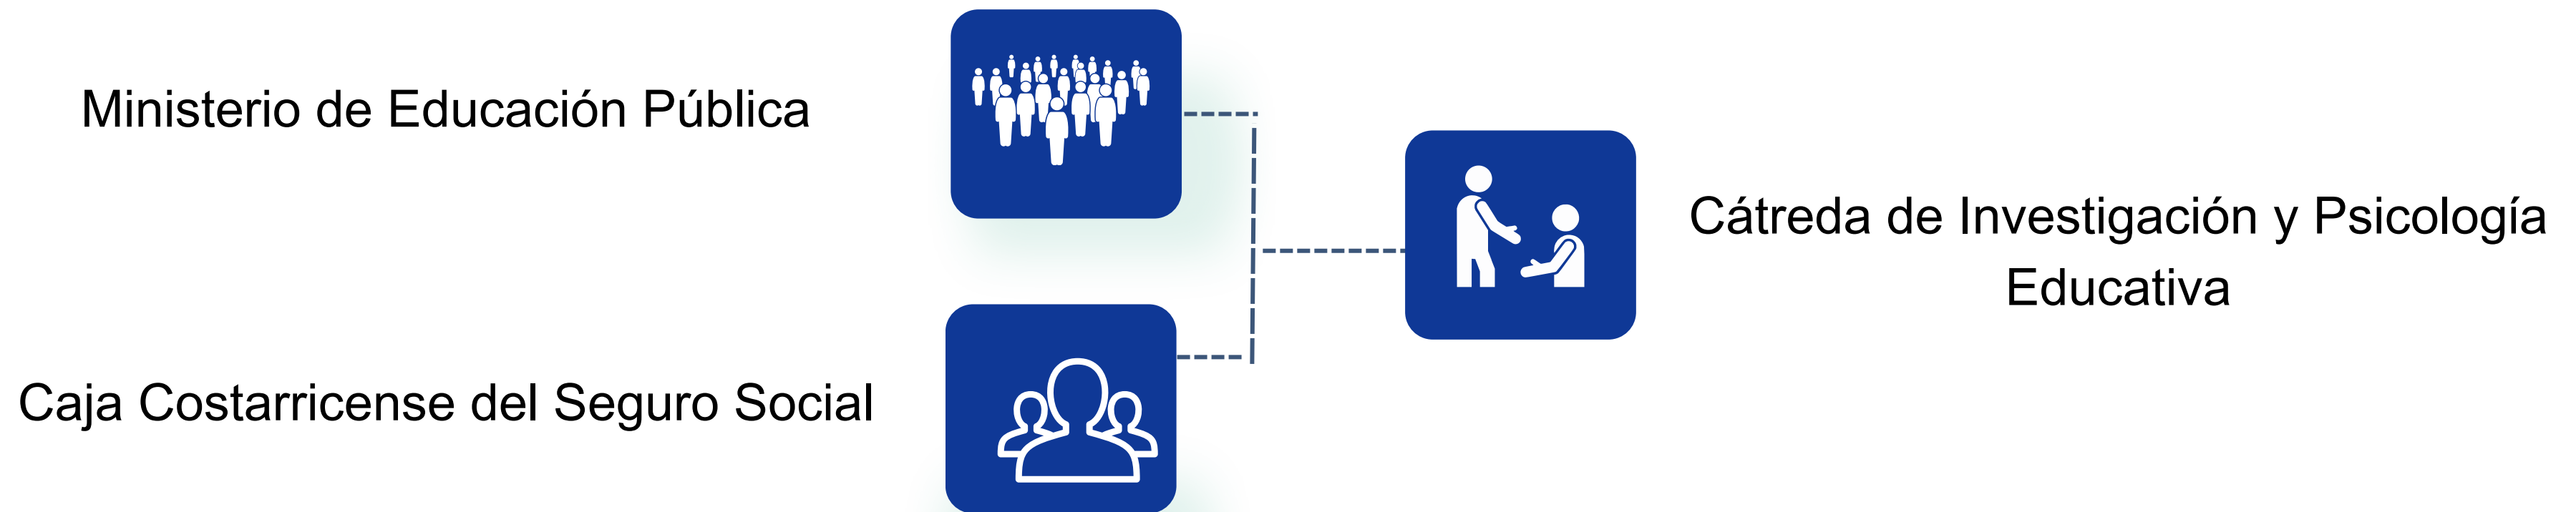 Ministerio de Educación Pública
Caja Costarricense del Seguro Social
Cátreda de Investigación y Psicología
Educativa